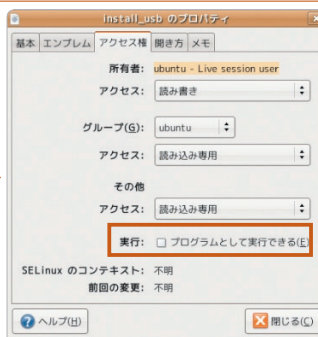 install_usb のプロパティ
基本 エンブレム アクセス権 開き方 メモ
所有者: ubuntu - Live session user
アクセス: 読み書き
グループ(G): ubuntu
アクセス: 読み込み専用
その他
アクセス: 読み込み専用
実行: プログラムとして実行できる(E)
SELinux のコンテキスト: 不明
前回の変更: 不明
ヘルプ(H) 閉じる(C)